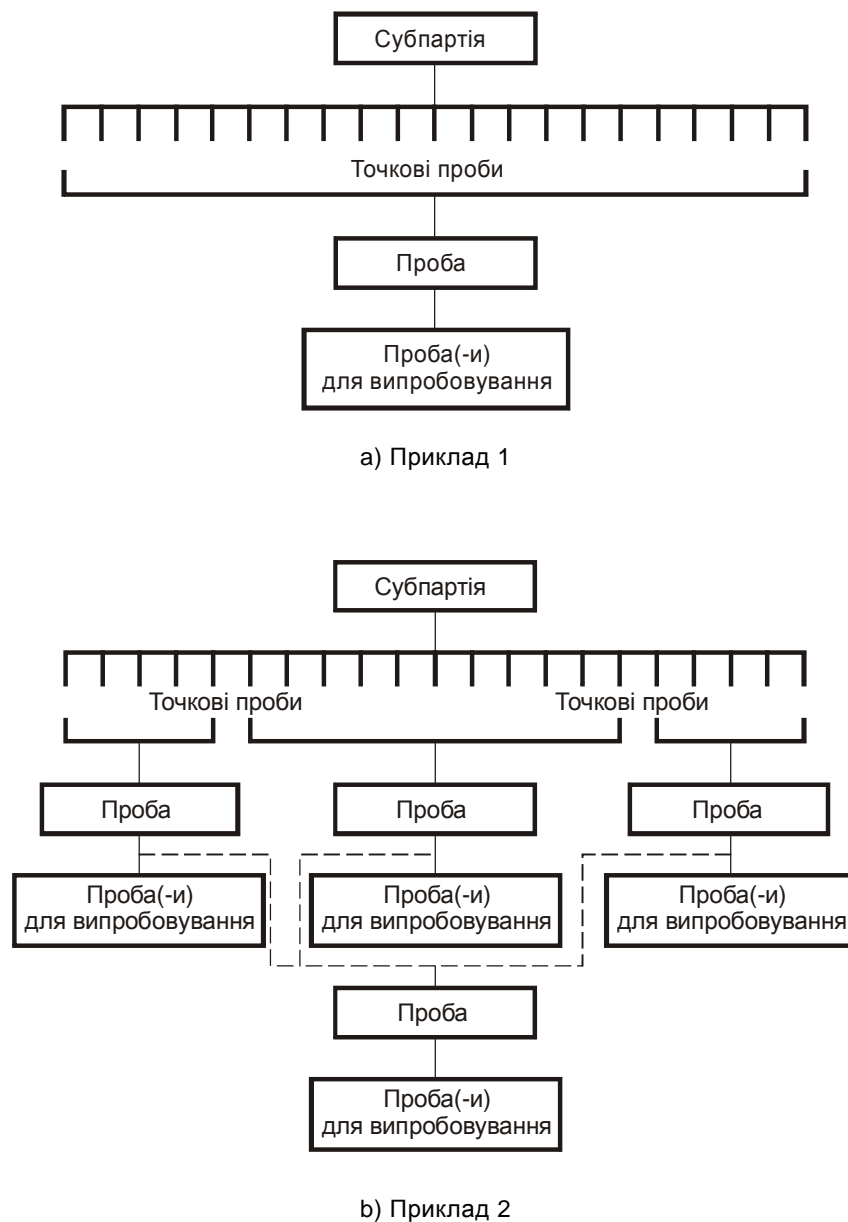 Субпартія
Точкові проби
Проба
Проба(-и)
для випробовування
a) Приклад 1
Субпартія
Точкові проби Точкові проби
Проба Проба Проба
Проба(-и) Проба(-и) Проба(-и)
для випробовування для випробовування для випробовування
Проба
Проба(-и)
для випробовування
b) Приклад 2